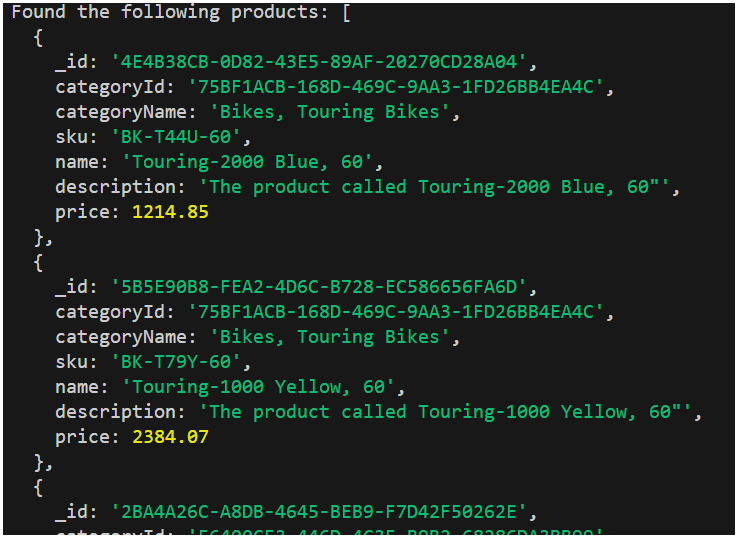 Found the following products: [
{
_id: '4E4B38CB-0D82-43E5-89AF-20270CD28A04',
categoryId: '75BF1ACB-168D-469C-9AA3-1FD26BB4EA4C',
categoryName: 'Bikes, Touring Bikes',
sku: 'BK-T44U-60',
name: 'Touring-2000 Blue, 60',
description: 'The product called Touring-2000 Blue, 60"',
price: 1214.85
},
{
_id: '5B5E90B8-FEA2-4D6C-B728-EC586656FA6D',
categoryId: '75BF1ACB-168D-469C-9AA3-1FD26BB4EA4C',
categoryName: 'Bikes, Touring Bikes',
sku: 'BK-T79Y-60',
name: 'Touring-1000 Yellow, 60',
description: 'The product called Touring-1000 Yellow, 60"',
price: 2384.07
},
{
_id: '2BA4A26C-A8DB-4645-BEB9-F7D42F50262E',
categoryId: